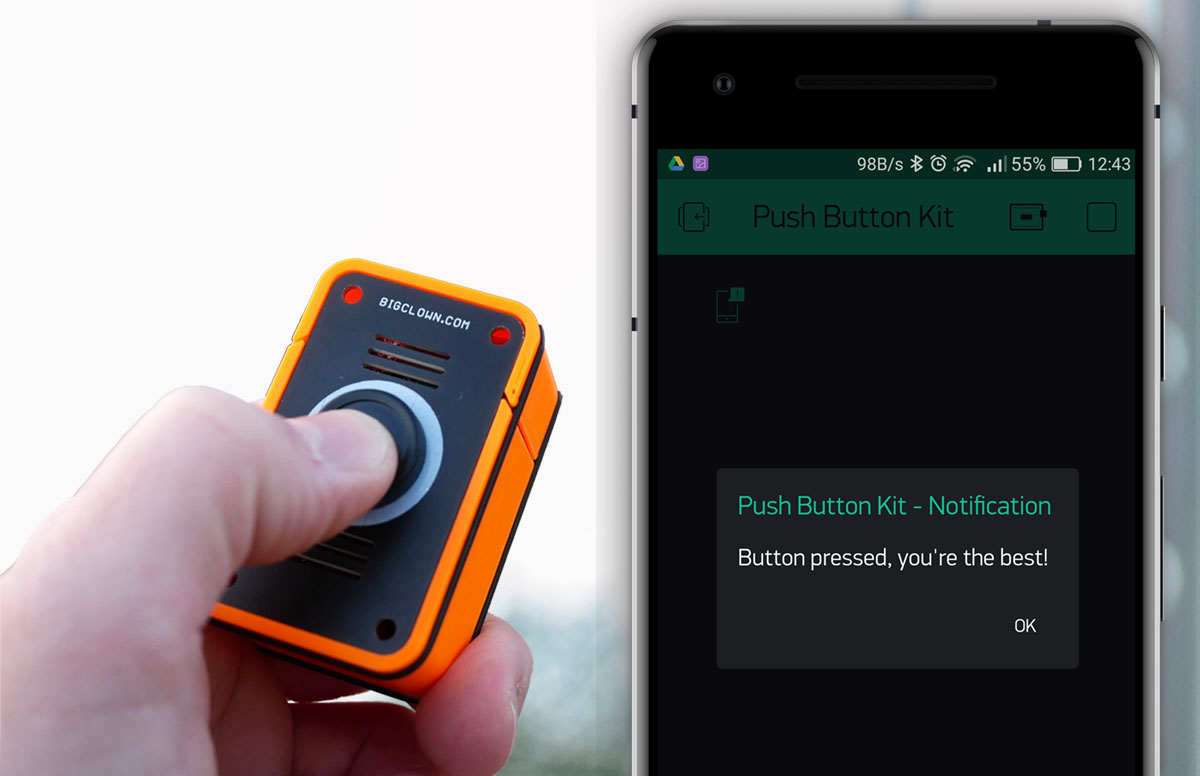 BIGCLOWN.COM
98B/s 55% 12:43
Push Button Kit
Push Button Kit - Notification
Button pressed, you're the best!
OK